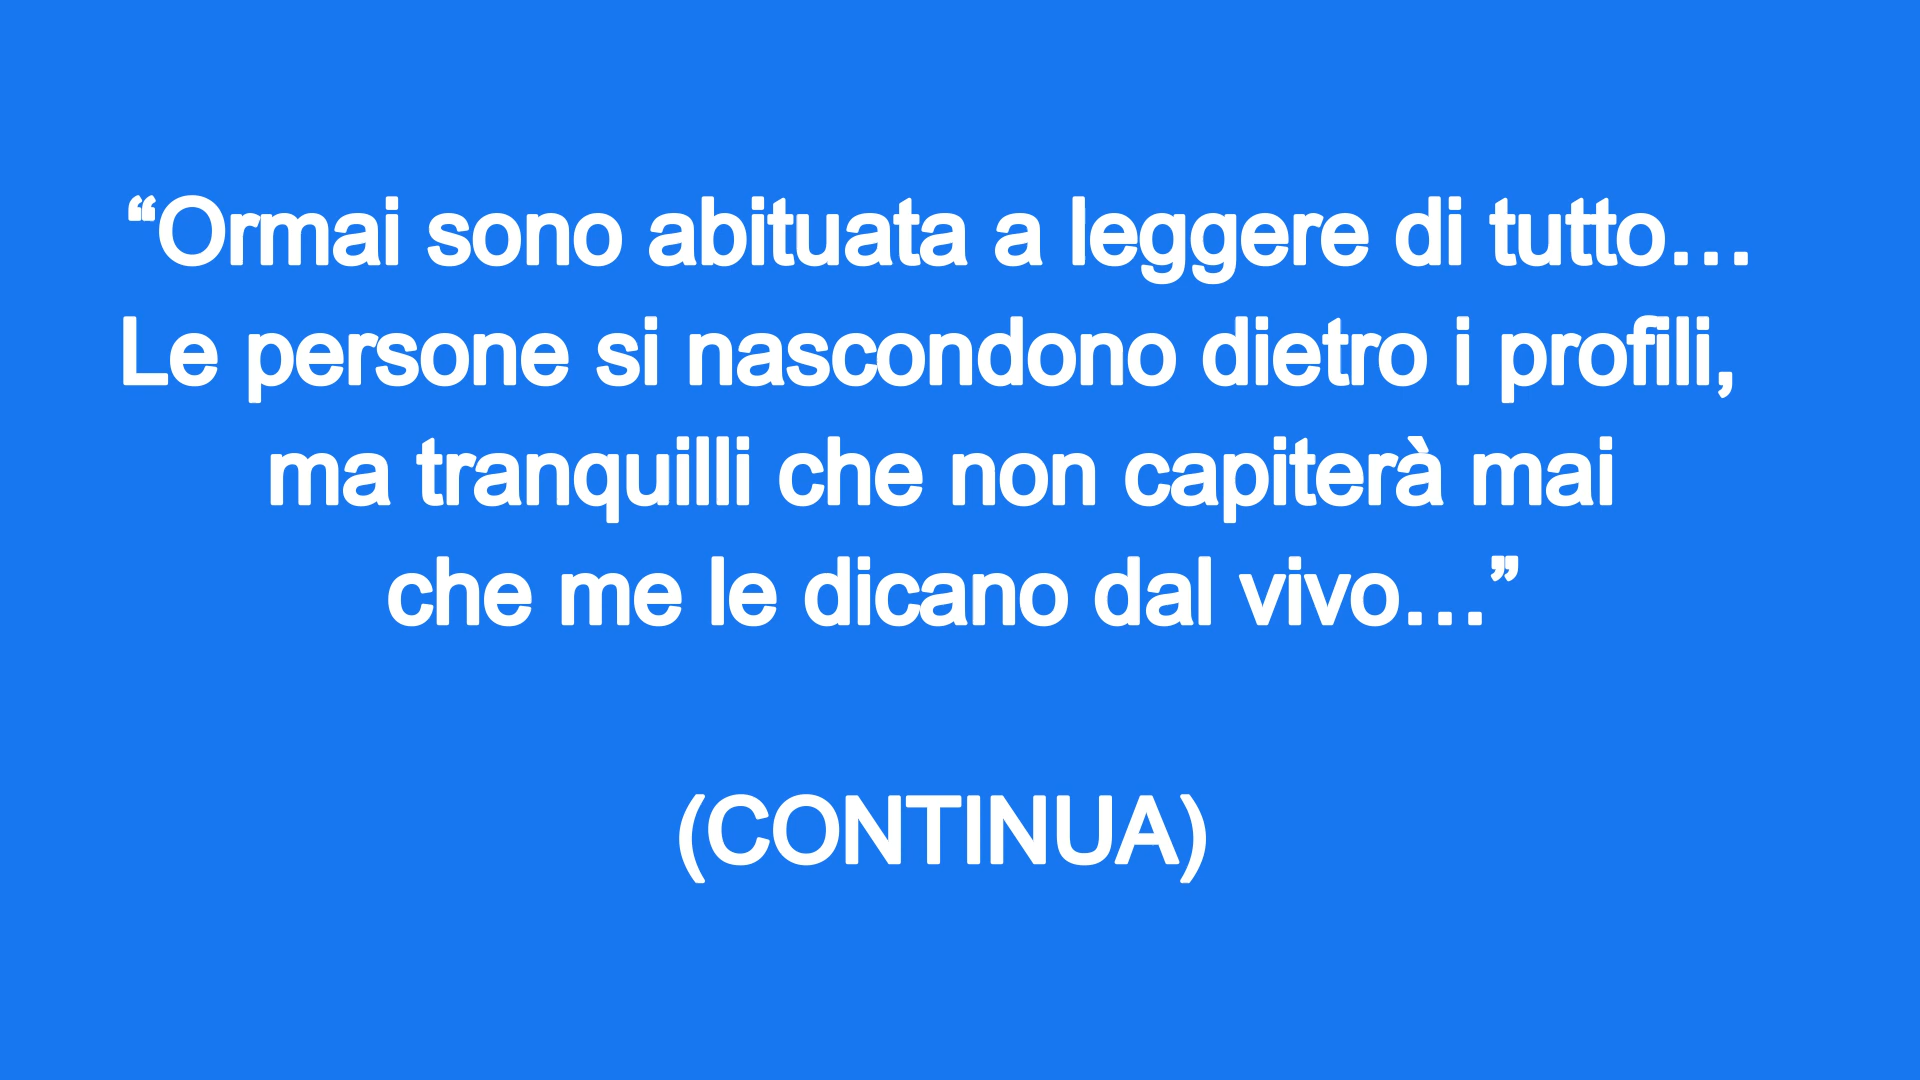 “Ormai sono abituata a leggere di tutto…
Le persone si nascondono dietro i profili,
ma tranquilli che non capiterà mai
che me le dicano dal vivo…”
(CONTINUA)